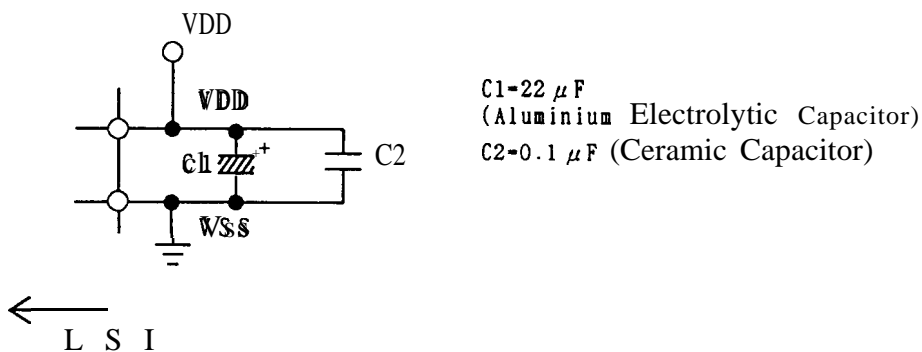 VDD
VDD
C1
+
C2
Vss
C1=22 μF
(Aluminium Electrolytic Capacitor)
C2=0.1 μF (Ceramic Capacitor)
L S I